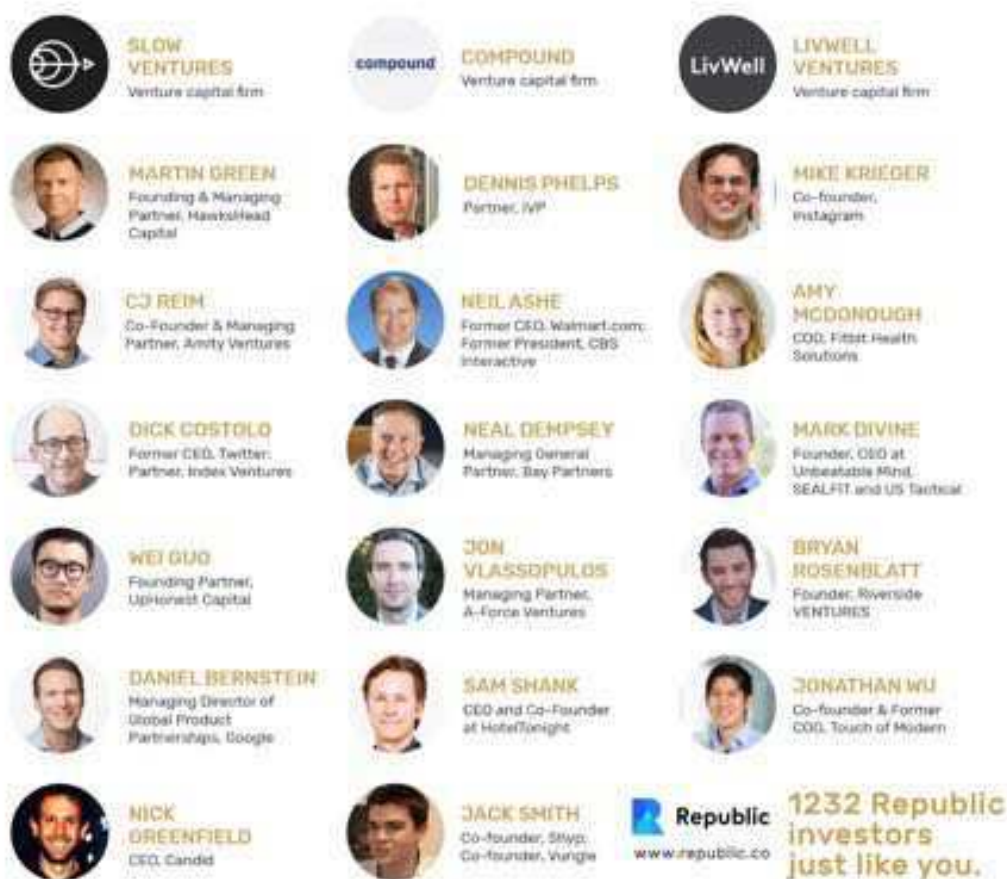 SLOW
VENTURES
Venture capital firm
compound
COMPOUND
Venture capital firm
LivWell
LIVWELL
VENTURES
Venture capital firm
MARTIN GREEN
Founding & Managing
Partner, HawksHead
Capital
DENNIS PHELPS
Partner, IVP
MIKE KRIEGER
Co-founder,
Instagram
CJ REIM
Co-Founder & Managing
Partner, Amity Ventures
NEIL ASHE
Former CEO, Walmart.com;
Former President, CBS
Interactive
AMY
MCDONOUGH
COO, Fitbit Health
Solutions
DICK COSTOLO
Former CEO, Twitter;
Partner, Index Ventures
NEAL DEMPSEY
Managing General
Partner, Bay Partners
MARK DIVINE
Founder, CEO at
Unbeatable Mind,
SEALFIT and US Tactical
WEI GUO
Founding Partner,
UpHonest Capital
JON
VLASSOPULOS
Managing Partner,
A-Force Ventures
BRYAN
ROSENBLATT
Founder, Riverside
VENTURES
DANIEL BERNSTEIN
Managing Director of
Global Product
Partnerships, Google
SAM SHANK
CEO and Co-Founder
at HotelTonight
JONATHAN WU
Co-founder & Former
COO, Touch of Modern
NICK
GREENFIELD
CEO, Candid
JACK SMITH
Co-founder, Shyp;
Co-founder, Vungle
Republic
www.republic.co
1232 Republic
investors
just like you.